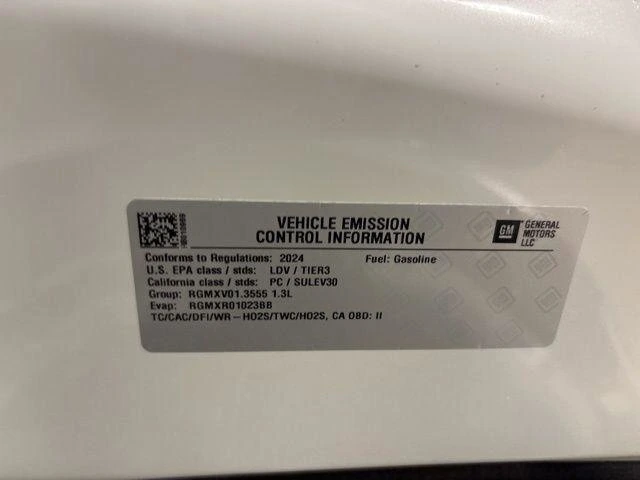 VEHICLE EMISSION
CONTROL INFORMATION
GM
GENERAL
MOTORS
LLC
Conforms to Regulations: 2024 Fuel: Gasoline
U.S. EPA class / stds: LDV / TIER3
California class / stds: PC / SULEV30
Group: RGMXV01.3555 1.3L
Evap: RGMXR01023BB
TC/CAC/DFI/WR-HO2S/TWC/HO2S, CA OBD: II